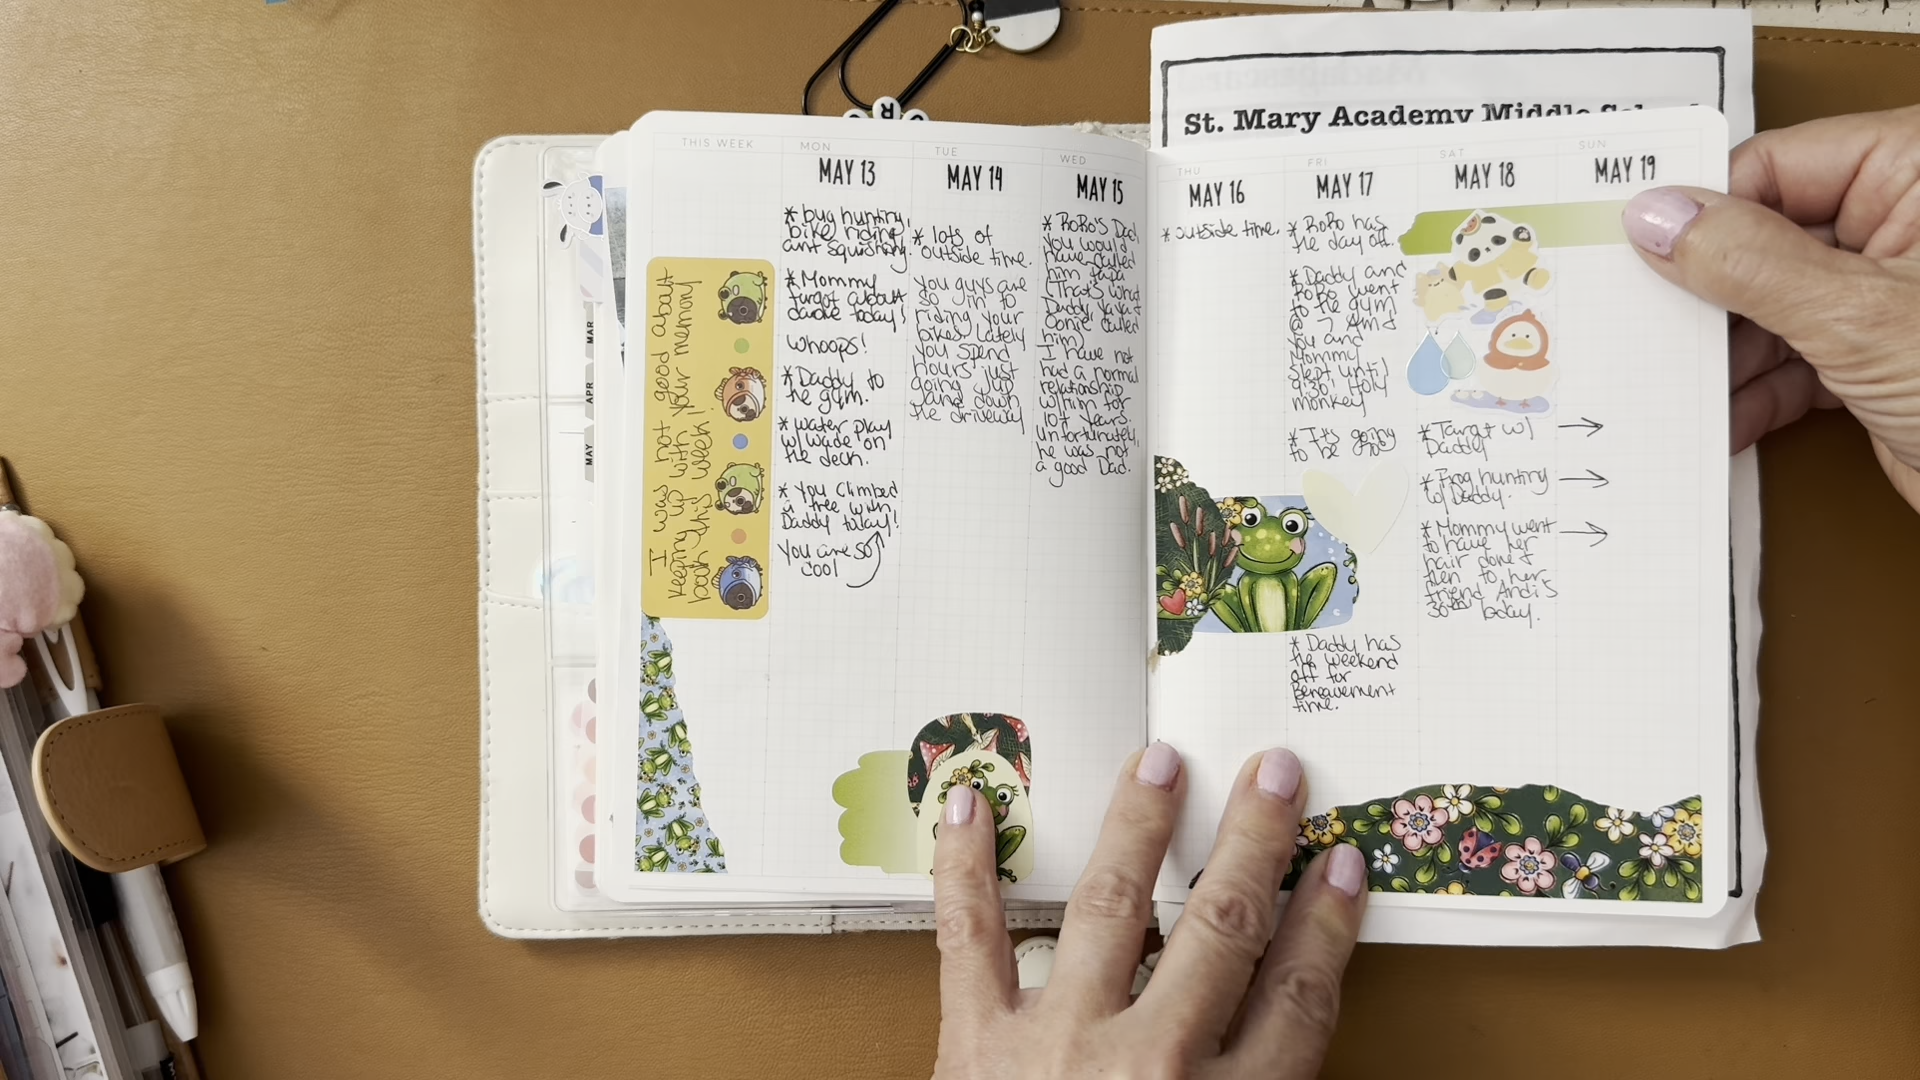 R
St. Mary Academy Middle
MAR
APR
MAY
THIS WEEK
I was not good about
keeping up with your memory
book this week!
MON
MAY 13
* bug hunting!
bike riding!
ant squishing.
* Mommy
forgot about
dance today!
Whoops!
* Daddy to
the gym.
* water play
w/ Wade on
the deck.
* You climbed
a tree with
Daddy today!
You are so
cool
TUE
MAY 14
* lots of
outside time.
You guys are
so in to
riding your
bikes lately
You spend
hours just
going up
and down
the driveway
WED
MAY 15
* RoRo's Dad,
you would
have called
him Papa
(That's what
Daddy, Yaya &
called
him)
I have not
had a normal
relationship
w/him for
10+ years.
Unfortunately,
he was not
a good Dad.
THU
MAY 16
* outside time.
FRI
MAY 17
* RoRo has
the day off.
* Daddy and
RoRo went
to the gym
@ 7 AM &
you and
Mommy
slept until
9:30! Holy
monkey
* It's going
to be 90°
* Daddy has
the weekend
off for
Bereavement
time.
SAT
MAY 18
* Target w/
Daddy
* Frog hunting
w/ Daddy.
* Mommy went
to have her
hair done &
then to her
friend Andi's
30th bday.
SUN
MAY 19